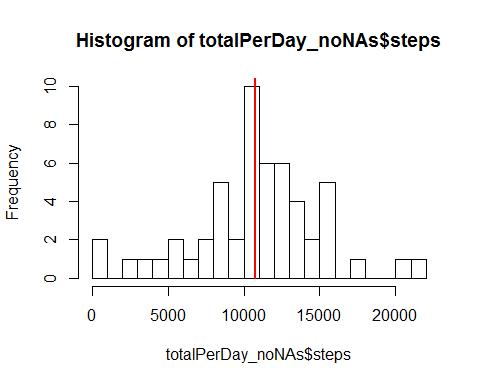 Histogram of totalPerDay_noNAs$steps
Frequency
10
8
6
4
2
0
0 5000 10000 15000 20000
totalPerDay_noNAs$steps